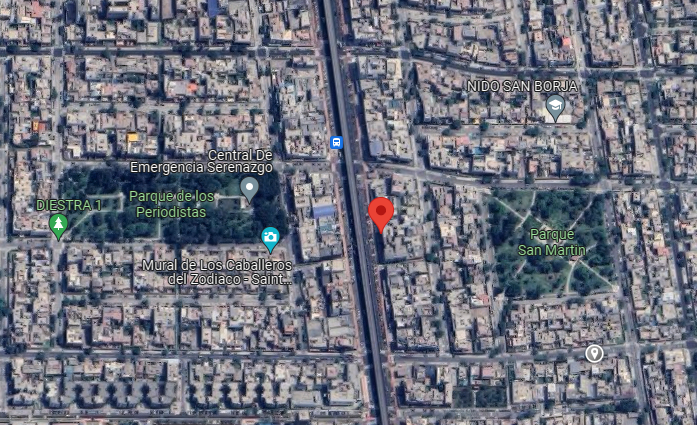 NIDO SAN BORJA
Central De
Emergencia Serenazgo
Parque de los
Periodistas
DIESTRA 1
Parque
San Martin
Mural de Los Caballeros
del Zodiaco - Saint...